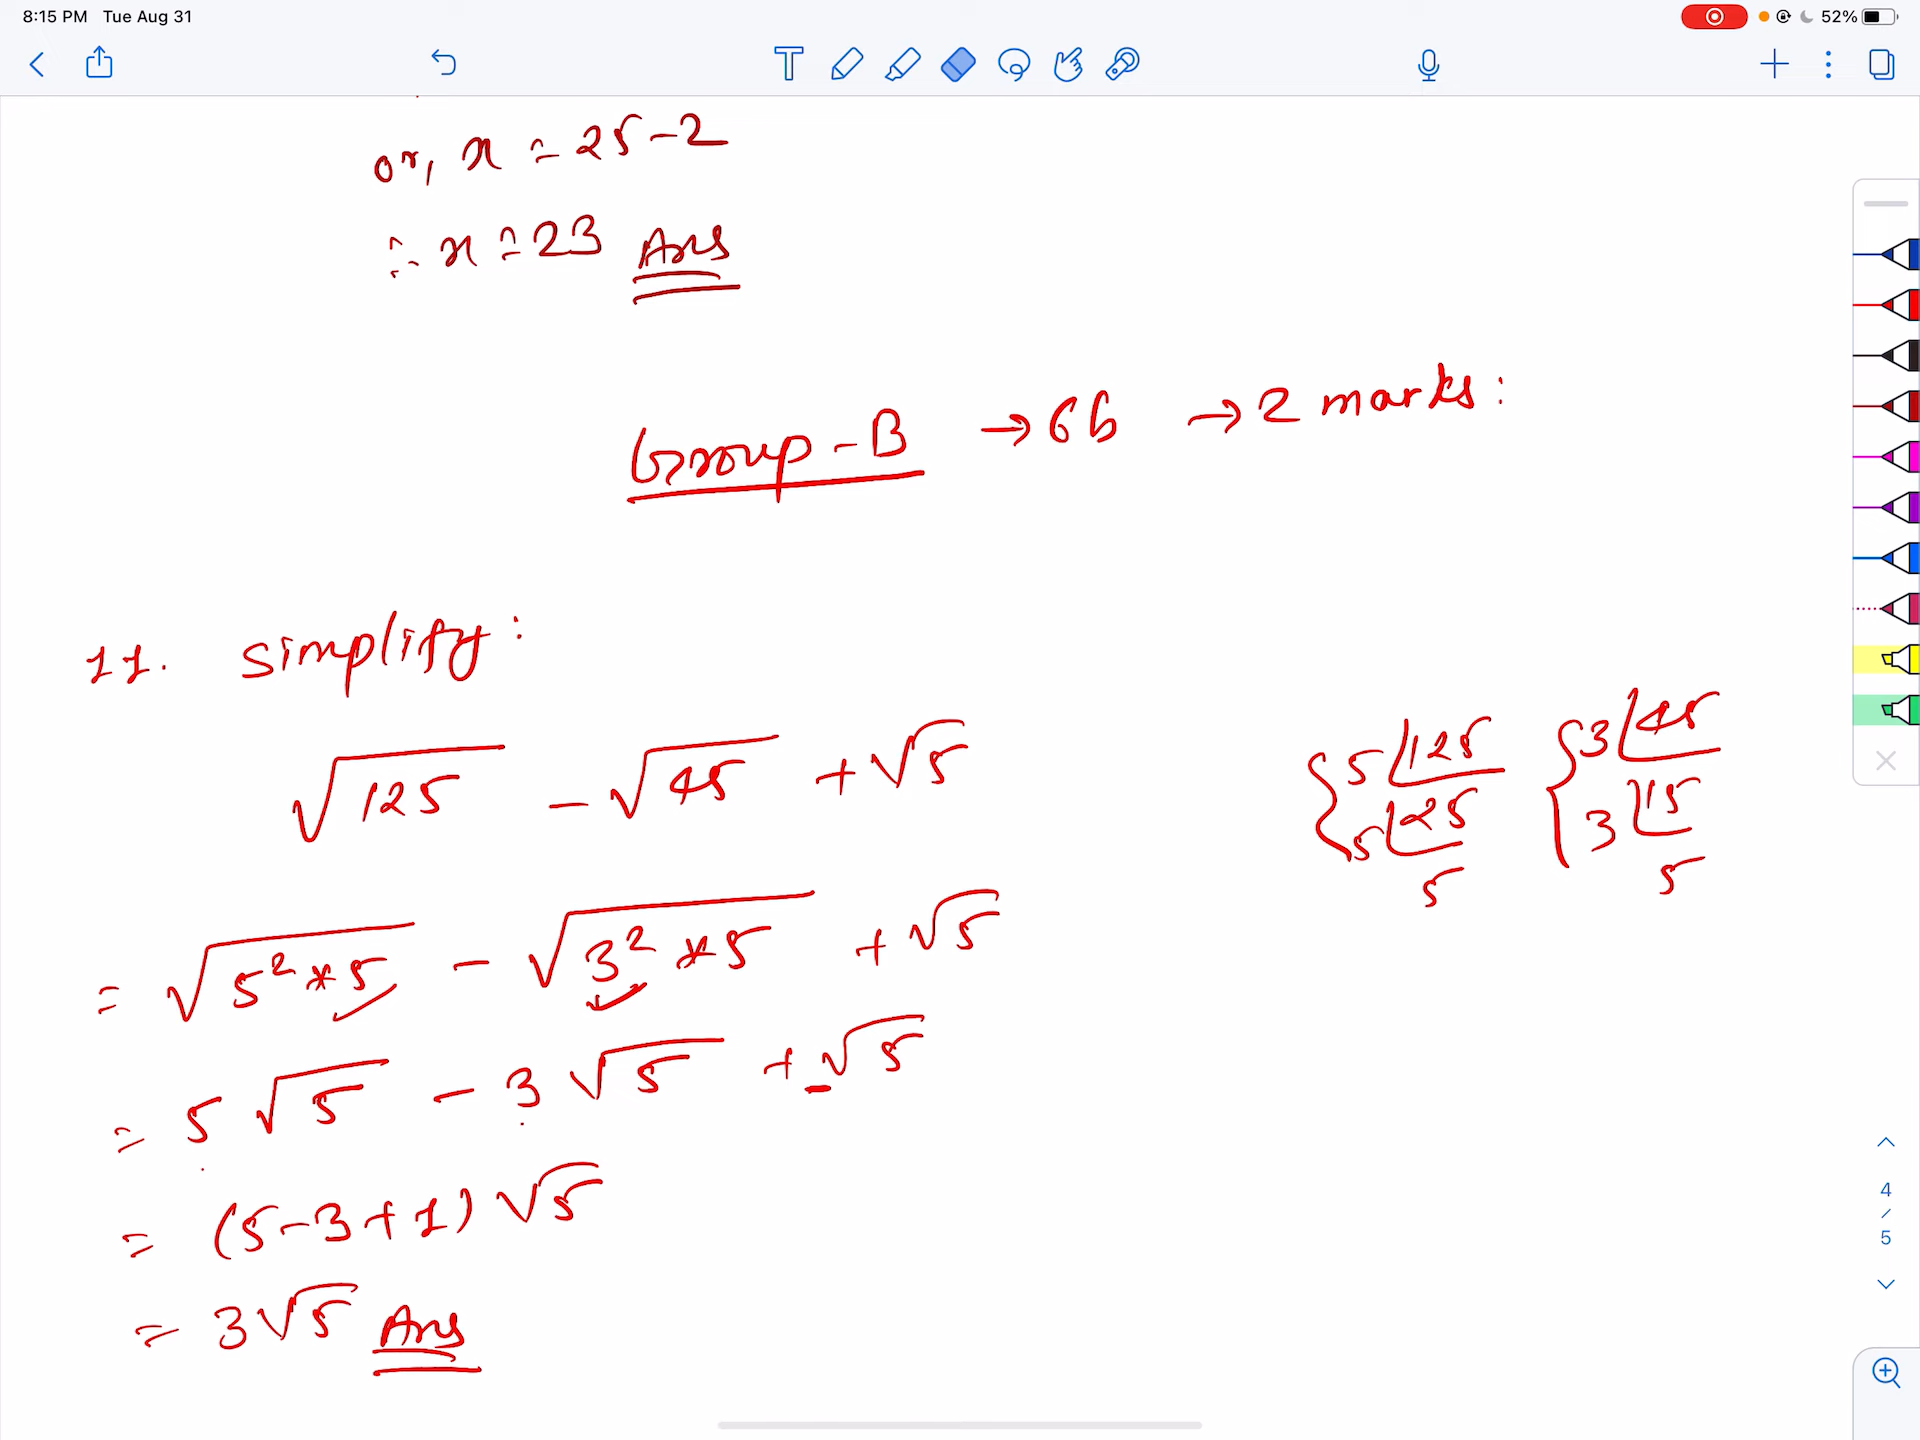 8:15 PM Tue Aug 31
52%
T
or, x = 25-2
∴ x = 23 Ans
Group-B → 6b → 2 marks:
11. Simplify:
√125 - √45 + √5
5 125
5 25
5
3 45
3 15
5
= √5² * 5 - √3² * 5 + √5
= 5√5 - 3√5 + √5
= (5-3+1)√5
= 3√5 Ans
4
/
5